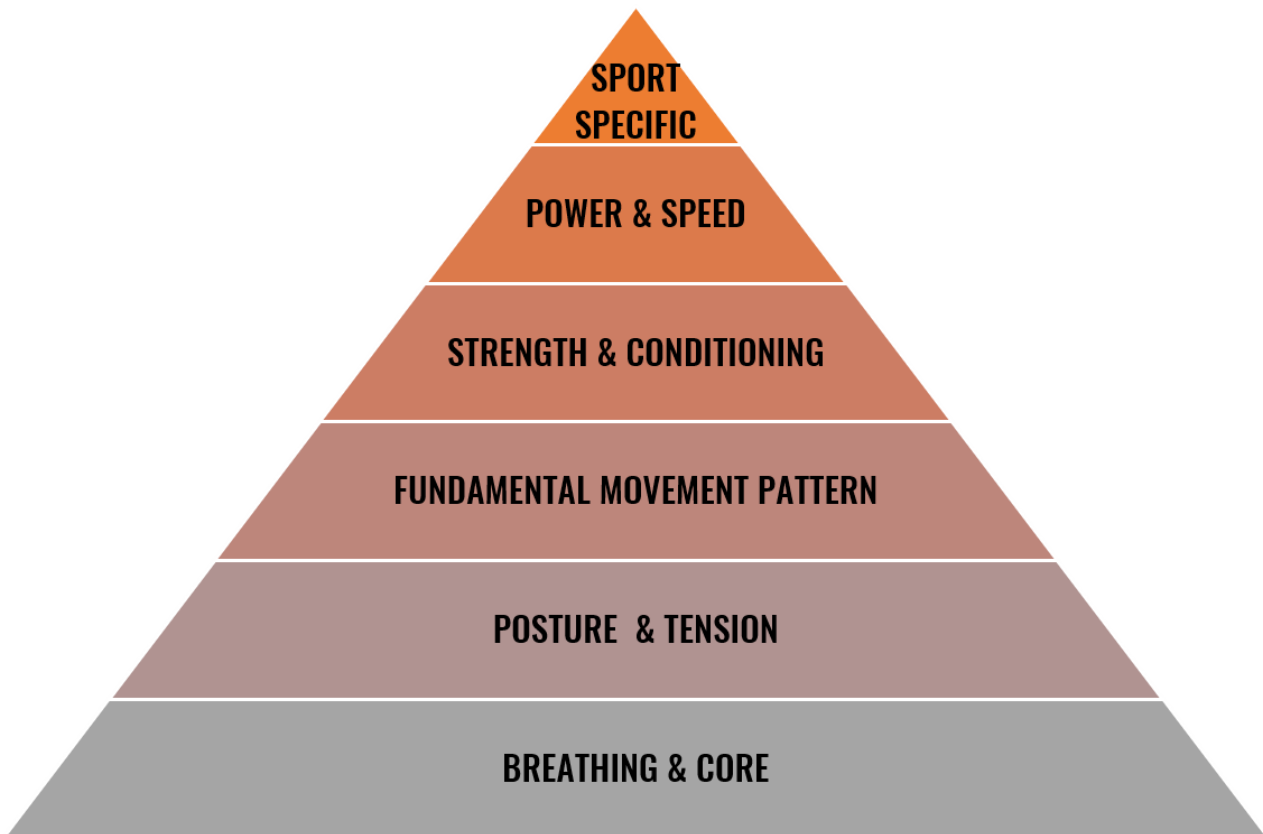 SPORT
SPECIFIC
POWER & SPEED
STRENGTH & CONDITIONING
FUNDAMENTAL MOVEMENT PATTERN
POSTURE  & TENSION
BREATHING & CORE